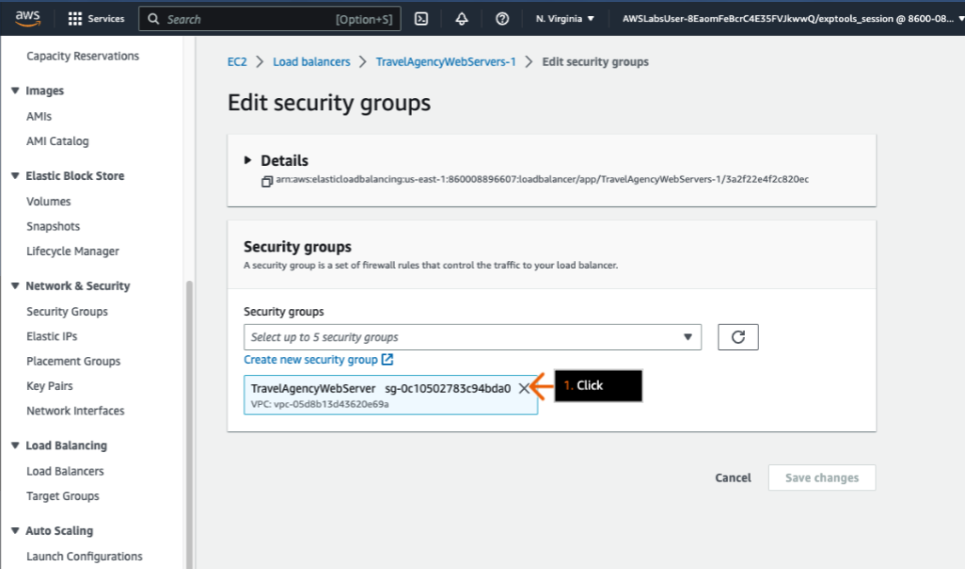 aws
Services
Search [Option+S]
N. Virginia ▼
AWSLabsUser-8EaomFeBcrC4E35FVJkwwQ/exptools_session @ 8600-08... ▼
Capacity Reservations
Images
AMIs
AMI Catalog
Elastic Block Store
Volumes
Snapshots
Lifecycle Manager
Network & Security
Security Groups
Elastic IPs
Placement Groups
Key Pairs
Network Interfaces
Load Balancing
Load Balancers
Target Groups
Auto Scaling
Launch Configurations
EC2 > Load balancers > TravelAgencyWebServers-1 > Edit security groups
Edit security groups
Details
arn:aws:elasticloadbalancing:us-east-1:860008896607:loadbalancer/app/TravelAgencyWebServers-1/3a2f22e4f2c820ec
Security groups
A security group is a set of firewall rules that control the traffic to your load balancer.
Security groups
Select up to 5 security groups
Create new security group
TravelAgencyWebServer sg-0c10502783c94bda0
VPC: vpc-05d8b13d43620e69a
1. Click
Cancel
Save changes